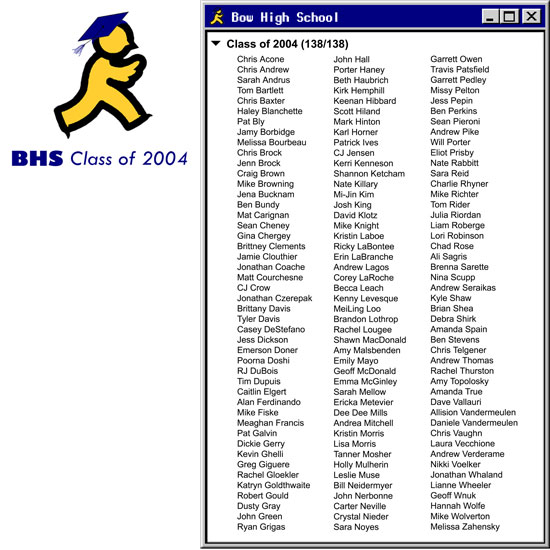 BHS Class of 2004
Bow High School
Class of 2004 (138/138)
Chris Acone
Chris Andrew
Sarah Andrus
Tom Bartlett
Chris Baxter
Haley Blanchette
Pat Bly
Jamy Borbidge
Melissa Bourbeau
Chris Brock
Jenn Brock
Craig Brown
Mike Browning
Jena Bucknam
Ben Bundy
Mat Carignan
Sean Cheney
Gina Chergey
Brittney Clements
Jamie Clouthier
Jonathan Coache
Matt Courchesne
CJ Crow
Jonathan Czerepak
Brittany Davis
Tyler Davis
Casey DeStefano
Jess Dickson
Emerson Doner
Poorna Doshi
RJ DuBois
Tim Dupuis
Caitlin Elgert
Alan Ferdinando
Mike Fiske
Meaghan Francis
Pat Galvin
Dickie Gerry
Kevin Ghelli
Greg Giguere
Rachel Gloekler
Katryn Goldthwaite
Robert Gould
Dusty Gray
John Green
Ryan Grigas
John Hall
Porter Haney
Beth Haubrich
Kirk Hemphill
Keenan Hibbard
Scott Hiland
Mark Hinton
Karl Horner
Patrick Ives
CJ Jensen
Kerri Kenneson
Shannon Ketcham
Nate Killary
Mi-Jin Kim
Josh King
David Klotz
Mike Knight
Kristin Laboe
Ricky LaBontee
Erin LaBranche
Andrew Lagos
Corey LaRoche
Becca Leach
Kenny Levesque
MeiLing Loo
Brandon Lothrop
Rachel Lougee
Shawn MacDonald
Amy Malsbenden
Emily Mayo
Geoff McDonald
Emma McGinley
Sarah Mellow
Ericka Metevier
Dee Dee Mills
Andrea Mitchell
Kristin Morris
Lisa Morris
Tanner Mosher
Holly Mulherin
Leslie Muse
Bill Neidermyer
John Nerbonne
Carter Neville
Crystal Nieder
Sara Noyes
Garrett Owen
Travis Patsfield
Garrett Pedley
Missy Pelton
Jess Pepin
Ben Perkins
Sean Pieroni
Andrew Pike
Will Porter
Eliot Prisby
Nate Rabbitt
Sara Reid
Charlie Rhyner
Mike Richter
Tom Rider
Julia Riordan
Liam Roberge
Lori Robinson
Chad Rose
Ali Sagris
Brenna Sarette
Nina Scupp
Andrew Seraikas
Kyle Shaw
Brian Shea
Debra Shirk
Amanda Spain
Ben Stevens
Chris Telgener
Andrew Thomas
Rachel Thurston
Amy Topolosky
Amanda True
Dave Vallauri
Allision Vandermeulen
Daniele Vandermeulen
Chris Vaughn
Laura Vecchione
Andrew Verderame
Nikki Voelker
Jonathan Whaland
Lianne Wheeler
Geoff Wnuk
Hannah Wolfe
Mike Wolverton
Melissa Zahensky